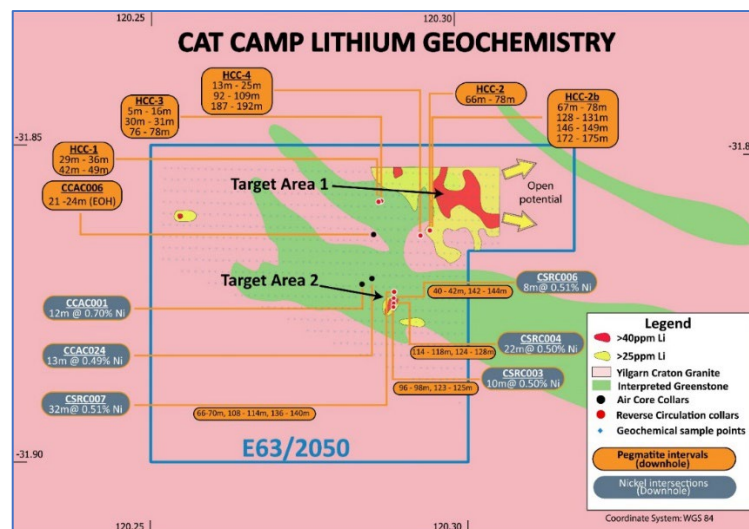 120.25
120.30
CAT CAMP LITHIUM GEOCHEMISTRY
HCC-4
13m - 25m
92 - 109m
187 - 192m
HCC-2
66m - 78m
HCC-3
5m - 16m
30m - 31m
76 - 78m
HCC-2b
67m - 78m
128 - 131m
146 - 149m
172 - 175m
-31.85
-31.8
HCC-1
29m - 36m
42m - 49m
CCAC006
21 -24m (EOH)
Target Area 1
Open
potential
Target Area 2
CSRC006
8m@ 0.51% Ni
40 - 42m, 142 - 144m
CCAC001
12m @ 0.70% Ni
CSRC004
22m@ 0.50% Ni
114 - 118m, 124 - 128m
CCAC024
13m @ 0.49% Ni
CSRC003
10m@ 0.50% Ni
96 - 98m, 123 - 125m
CSRC007
32m@ 0.51% Ni
66-70m, 108 - 114m, 136 - 140m
E63/2050
-31.90
Legend
>40ppm Li
>25ppm Li
Yilgarn Craton Granite
Interpreted Greenstone
Air Core Collars
Reverse Circulation collars
Geochemical sample points
Pegmatite intervals
(downhole)
Nickel intersections
(Downhole)
Coordinate System: WGS 84
120.25
120.30